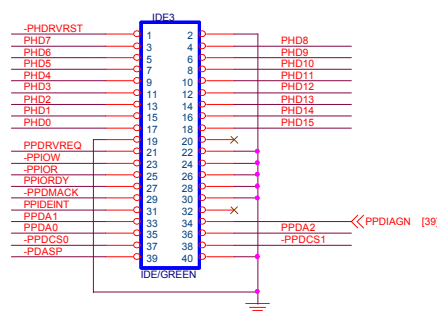 IDE3
-PHDRVRST 1 2
PHD7 3 4 PHD8
PHD6 5 6 PHD9
PHD5 7 8 PHD10
PHD4 9 10 PHD11
PHD3 11 12 PHD12
PHD2 13 14 PHD13
PHD1 15 16 PHD14
PHD0 17 18 PHD15
19 20
PPDRVREQ 21 22
-PPIOW 23 24
-PPIOR 25 26
PPIORDY 27 28
-PPDMACK 29 30
PPIDEINT 31 32
PPDA1 33 34 PPDIAGN [39]
PPDA0 35 36 PPDA2
-PPDCS0 37 38 -PPDCS1
-PDASP 39 40
IDE/GREEN